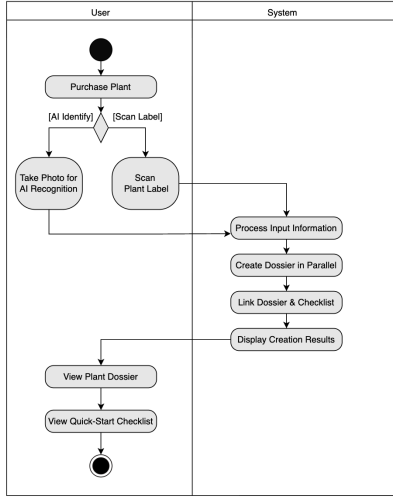 User
System
Purchase Plant
[AI Identify]
[Scan Label]
Take Photo for
AI Recognition
Scan
Plant Label
Process Input Information
Create Dossier in Parallel
Link Dossier & Checklist
Display Creation Results
View Plant Dossier
View Quick-Start Checklist